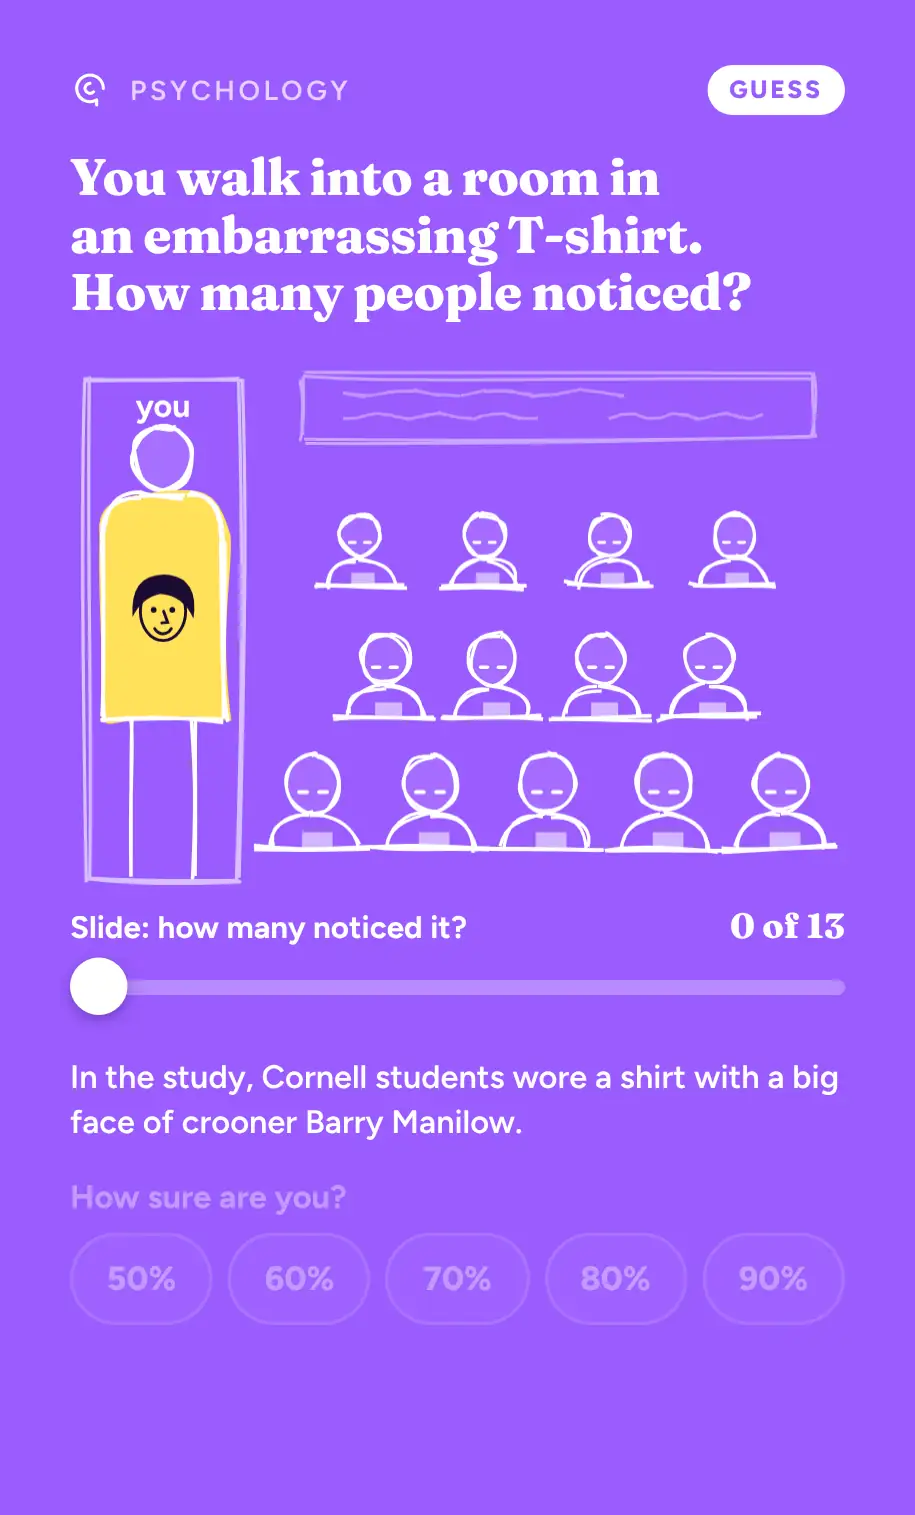 PSYCHOLOGY
GUESS
You walk into a room in
an embarrassing T-shirt.
How many people noticed?
you
Slide: how many noticed it?
0 of 13
In the study, Cornell students wore a shirt with a big
face of crooner Barry Manilow.
How sure are you?
50%
60%
70%
80%
90%